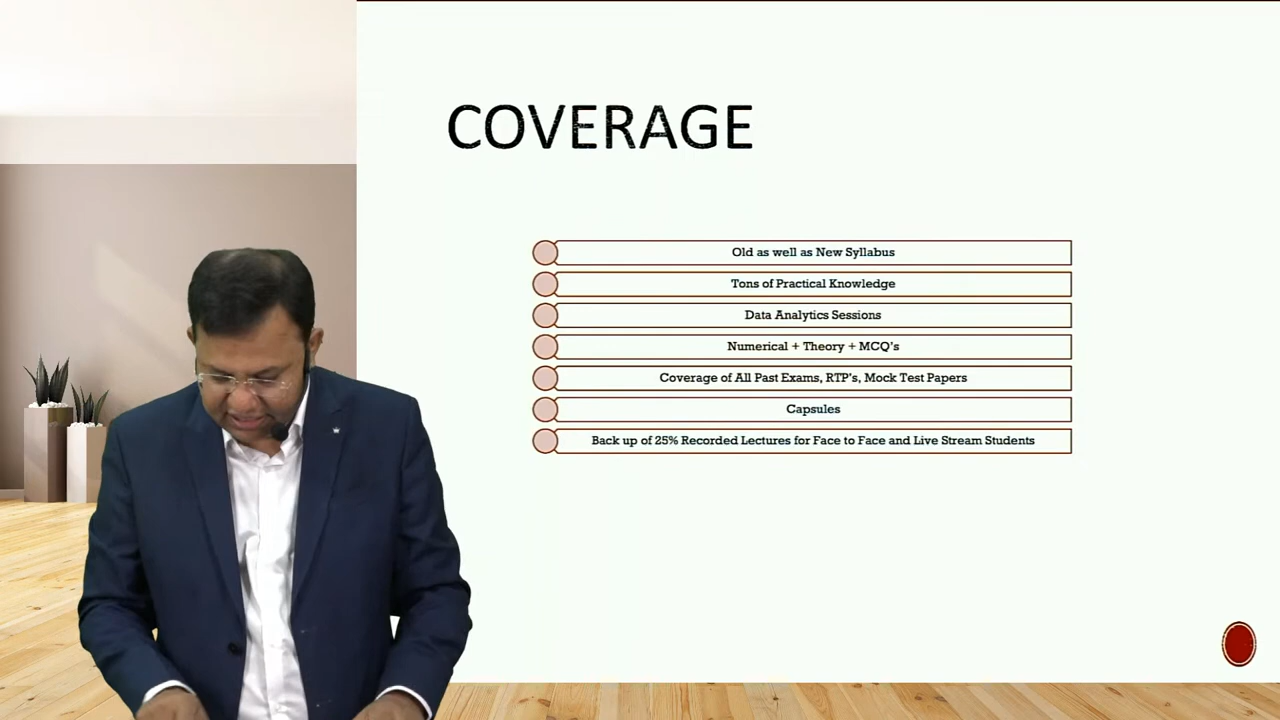 COVERAGE
Old as well as New Syllabus
Tons of Practical Knowledge
Data Analytics Sessions
Numerical + Theory + MCQ's
Coverage of All Past Exams, RTP's, Mock Test Papers
Capsules
Back up of 25% Recorded Lectures for Face to Face and Live Stream Students